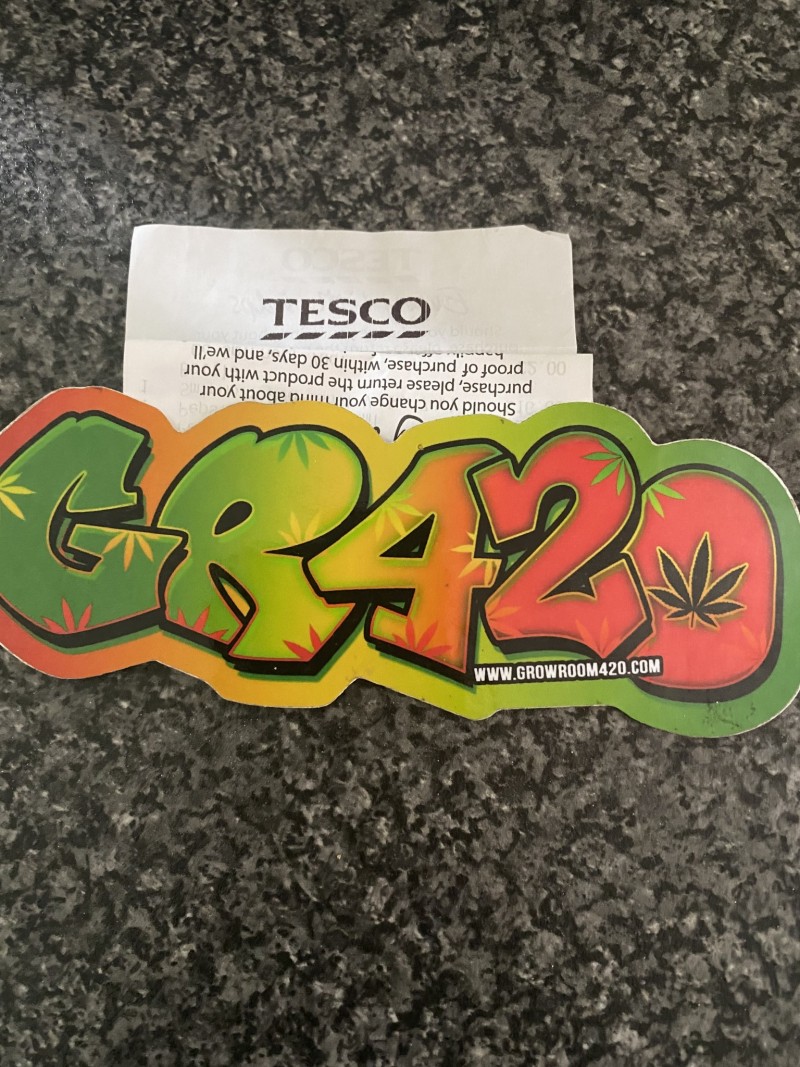 TESCO
Should you change your mind about your
purchase, please return the product with your
proof of purchase, within 30 days, and we'll
GR420
WWW.GROWROOM420.COM